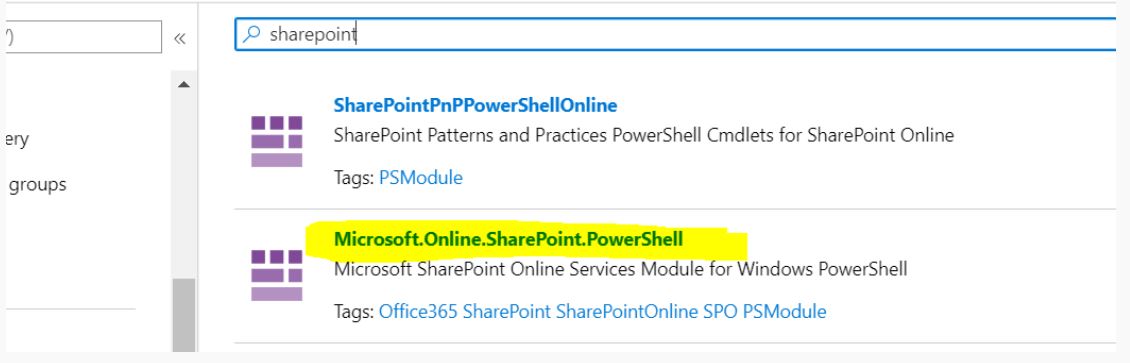 sharepoint
SharePointPnPPowerShellOnline
SharePoint Patterns and Practices PowerShell Cmdlets for SharePoint Online
ery
Tags: PSModule
groups
Microsoft.Online.SharePoint.PowerShell
Microsoft SharePoint Online Services Module for Windows PowerShell
Tags: Office365 SharePoint SharePointOnline SPO PSModule